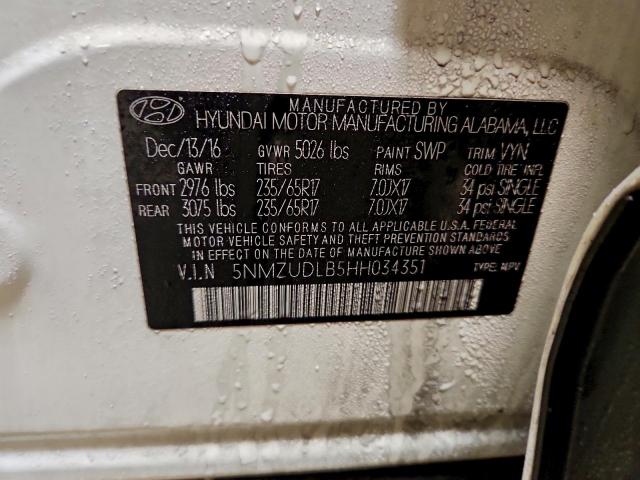 MANUFACTURED BY
HYUNDAI MOTOR MANUFACTURING ALABAMA, LLC
Dec/13/16 GVWR 5026 lbs PAINT SWP TRIM VYN
GAWR TIRES RIMS COLD TIRE INFL
FRONT 2976 lbs 235/65R17 7.0JX17 34 psi SINGLE
REAR 3075 lbs 235/65R17 7.0JX17 34 psi SINGLE
THIS VEHICLE CONFORMS TO ALL APPLICABLE U.S.A. FEDERAL
MOTOR VEHICLE SAFETY AND THEFT PREVENTION STANDARDS
IN EFFECT ON THE DATE OF MANUFACTURE SHOWN ABOVE
V.I.N 5NMZUDLB5HH034351 TYPE: MPV